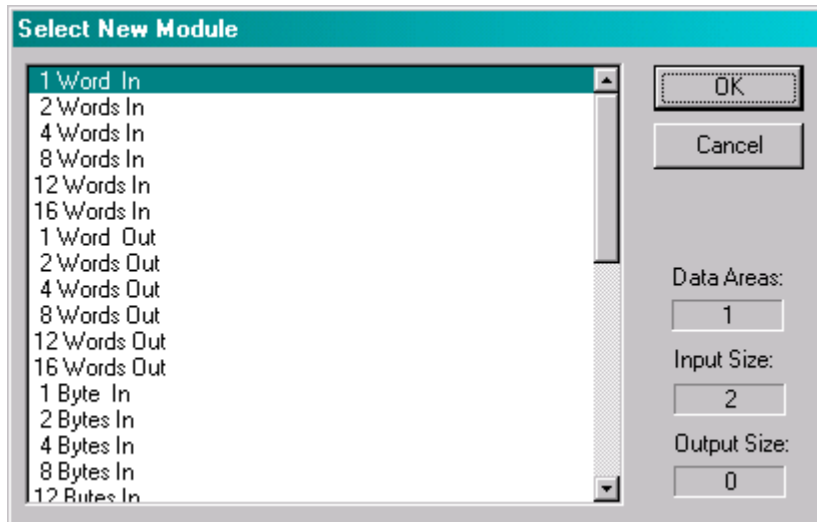 Select New Module
1 Word In
2 Words In
4 Words In
8 Words In
12 Words In
16 Words In
1 Word Out
2 Words Out
4 Words Out
8 Words Out
12 Words Out
16 Words Out
1 Byte In
2 Bytes In
4 Bytes In
8 Bytes In
12 Bytes In
OK
Cancel
Data Areas:
1
Input Size:
2
Output Size:
0